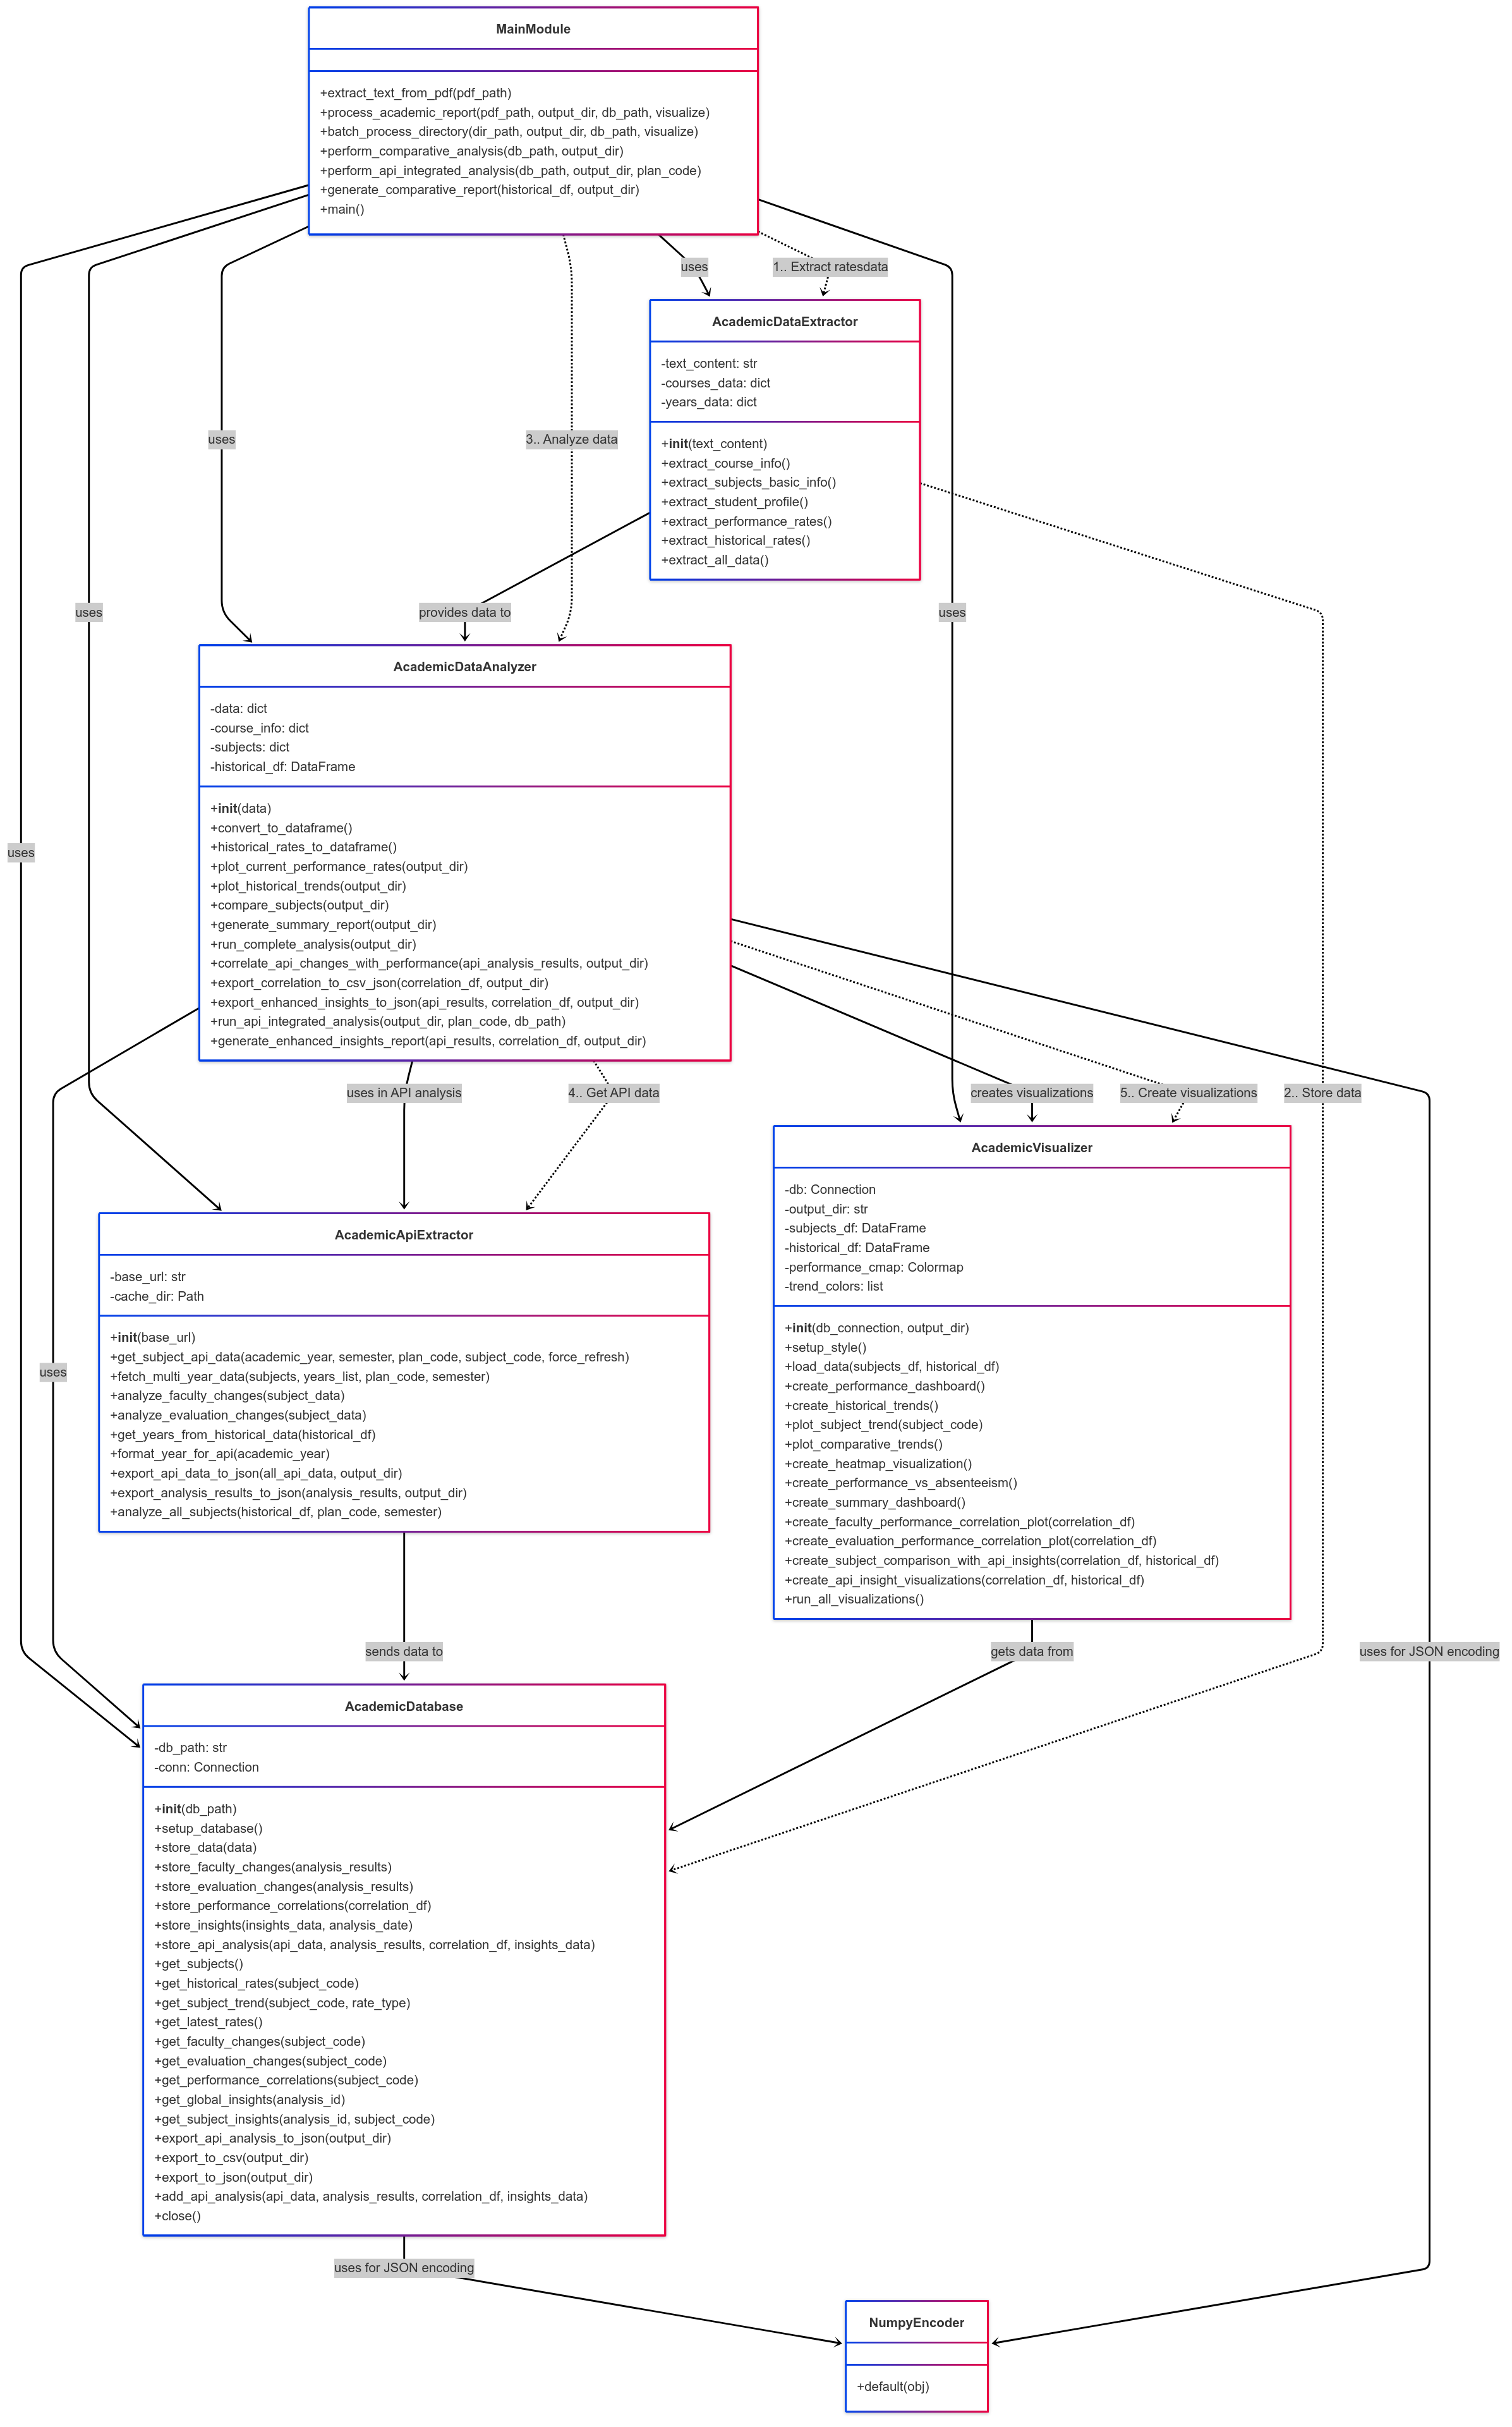 MainModule
+extract_text_from_pdf(pdf_path)
+process_academic_report(pdf_path, output_dir, db_path, visualize)
+batch_process_directory(dir_path, output_dir, db_path, visualize)
+perform_comparative_analysis(db_path, output_dir)
+perform_api_integrated_analysis(db_path, output_dir, plan_code)
+generate_comparative_report(historical_df, output_dir)
+main()
uses
1.. Extract ratesdata
AcademicDataExtractor
-text_content: str
-courses_data: dict
-years_data: dict
+init(text_content)
+extract_course_info()
+extract_subjects_basic_info()
+extract_student_profile()
+extract_performance_rates()
+extract_historical_rates()
+extract_all_data()
uses
3.. Analyze data
uses
provides data to
uses
AcademicDataAnalyzer
-data: dict
-course_info: dict
-subjects: dict
-historical_df: DataFrame
+init(data)
+convert_to_dataframe()
+historical_rates_to_dataframe()
+plot_current_performance_rates(output_dir)
+plot_historical_trends(output_dir)
+compare_subjects(output_dir)
+generate_summary_report(output_dir)
+run_complete_analysis(output_dir)
+correlate_api_changes_with_performance(api_analysis_results, output_dir)
+export_correlation_to_csv_json(correlation_df, output_dir)
+export_enhanced_insights_to_json(api_results, correlation_df, output_dir)
+run_api_integrated_analysis(output_dir, plan_code, db_path)
+generate_enhanced_insights_report(api_results, correlation_df, output_dir)
uses
uses in API analysis
4.. Get API data
creates visualizations
5.. Create visualizations
2.. Store data
AcademicApiExtractor
-base_url: str
-cache_dir: Path
+init(base_url)
+get_subject_api_data(academic_year, semester, plan_code, subject_code, force_refresh)
+fetch_multi_year_data(subjects, years_list, plan_code, semester)
+analyze_faculty_changes(subject_data)
+analyze_evaluation_changes(subject_data)
+get_years_from_historical_data(historical_df)
+format_year_for_api(academic_year)
+export_api_data_to_json(all_api_data, output_dir)
+export_analysis_results_to_json(analysis_results, output_dir)
+analyze_all_subjects(historical_df, plan_code, semester)
AcademicVisualizer
-db: Connection
-output_dir: str
-subjects_df: DataFrame
-historical_df: DataFrame
-performance_cmap: Colormap
-trend_colors: list
+init(db_connection, output_dir)
+setup_style()
+load_data(subjects_df, historical_df)
+create_performance_dashboard()
+create_historical_trends()
+plot_subject_trend(subject_code)
+plot_comparative_trends()
+create_heatmap_visualization()
+create_performance_vs_absenteeism()
+create_summary_dashboard()
+create_faculty_performance_correlation_plot(correlation_df)
+create_evaluation_performance_correlation_plot(correlation_df)
+create_subject_comparison_with_api_insights(correlation_df, historical_df)
+create_api_insight_visualizations(correlation_df, historical_df)
+run_all_visualizations()
uses
sends data to
gets data from
uses for JSON encoding
AcademicDatabase
-db_path: str
-conn: Connection
+init(db_path)
+setup_database()
+store_data(data)
+store_faculty_changes(analysis_results)
+store_evaluation_changes(analysis_results)
+store_performance_correlations(correlation_df)
+store_insights(insights_data, analysis_date)
+store_api_analysis(api_data, analysis_results, correlation_df, insights_data)
+get_subjects()
+get_historical_rates(subject_code)
+get_subject_trend(subject_code, rate_type)
+get_latest_rates()
+get_faculty_changes(subject_code)
+get_evaluation_changes(subject_code)
+get_performance_correlations(subject_code)
+get_global_insights(analysis_id)
+get_subject_insights(analysis_id, subject_code)
+export_api_analysis_to_json(output_dir)
+export_to_csv(output_dir)
+export_to_json(output_dir)
+add_api_analysis(api_data, analysis_results, correlation_df, insights_data)
+close()
uses for JSON encoding
NumpyEncoder
+default(obj)